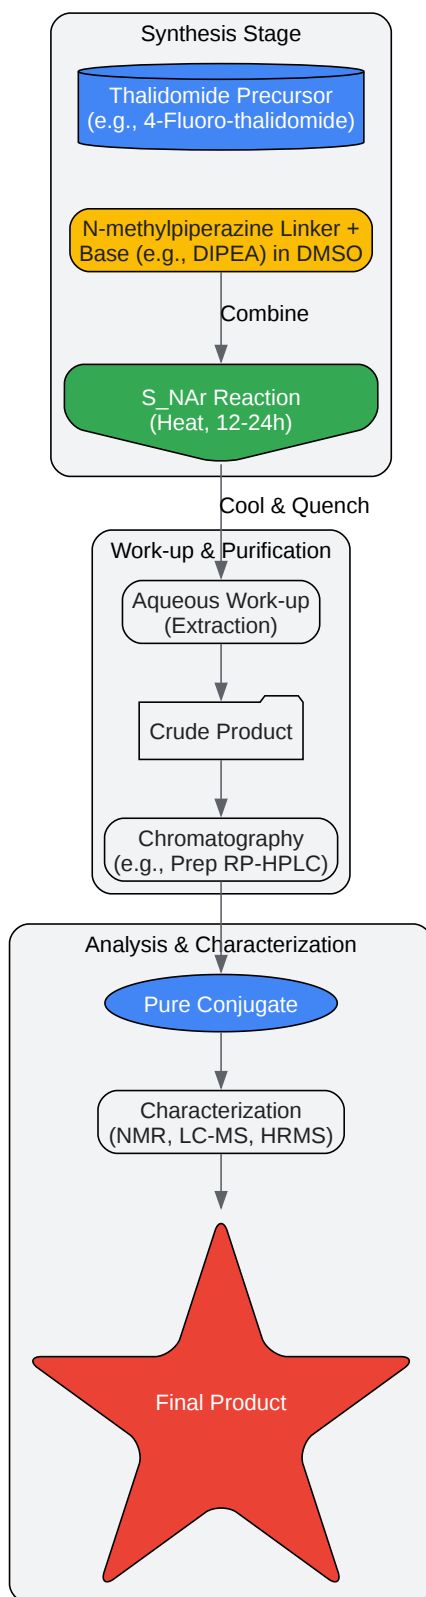 Synthesis Stage
Thalidomide Precursor
(e.g., 4-Fluoro-thalidomide)
N-methylpiperazine Linker +
Base (e.g., DIPEA) in DMSO
Combine
S_NAr Reaction
(Heat, 12-24h)
Cool & Quench
Work-up & Purification
Aqueous Work-up
(Extraction)
Crude Product
Chromatography
(e.g., Prep RP-HPLC)
Analysis & Characterization
Pure Conjugate
Characterization
(NMR, LC-MS, HRMS)
Final Product